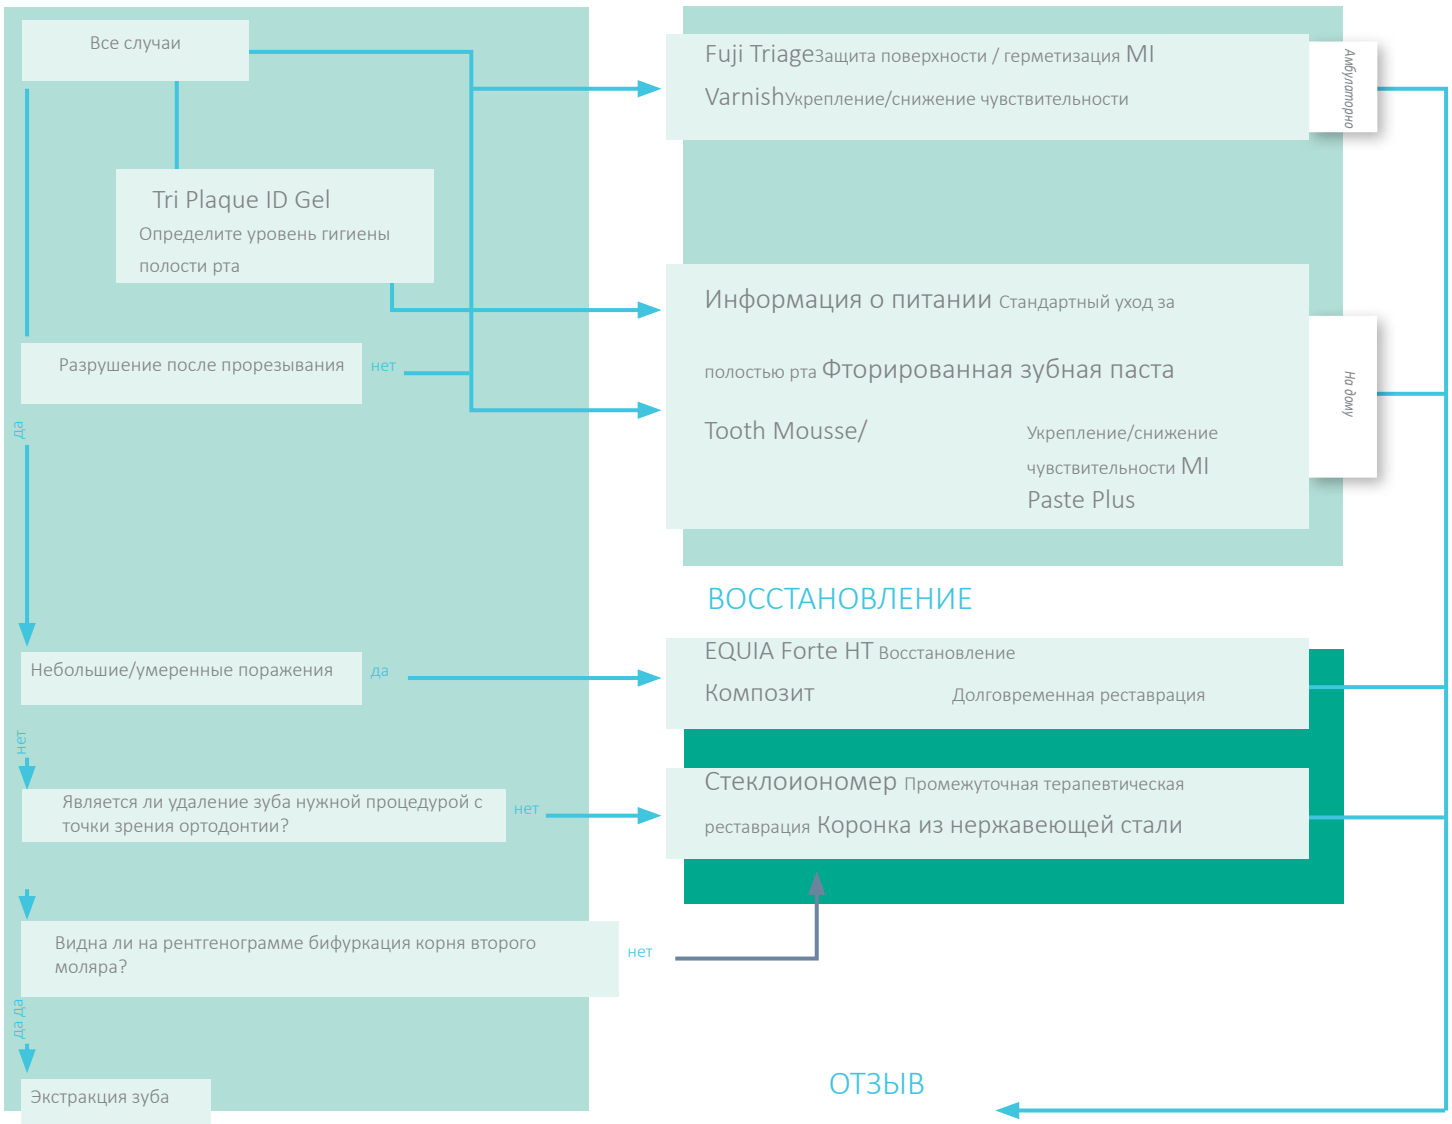 Все случаи
Fuji TriageЗащита поверхности / герметизация MI
VarnishУкрепление/снижение чувствительности
Амбулаторно
Tri Plaque ID Gel
Определите уровень гигиены
полости рта
Информация о питании Стандартный уход за
полостью рта Фторированная зубная паста
Tooth Mousse/
Укрепление/снижение
чувствительности MI
Paste Plus
На дому
Разрушение после прорезывания
нет
да
ВОССТАНОВЛЕНИЕ
Небольшие/умеренные поражения
да
EQUIA Forte HT Восстановление
Композит
Долговременная реставрация
нет
Является ли удаление зуба нужной процедурой с
точки зрения ортодонтии?
нет
Стеклоиономер Промежуточная терапевтическая
реставрация Коронка из нержавеющей стали
Видна ли на рентгенограмме бифуркация корня второго
моляра?
нет
да да
Экстракция зуба
ОТЗЫВ